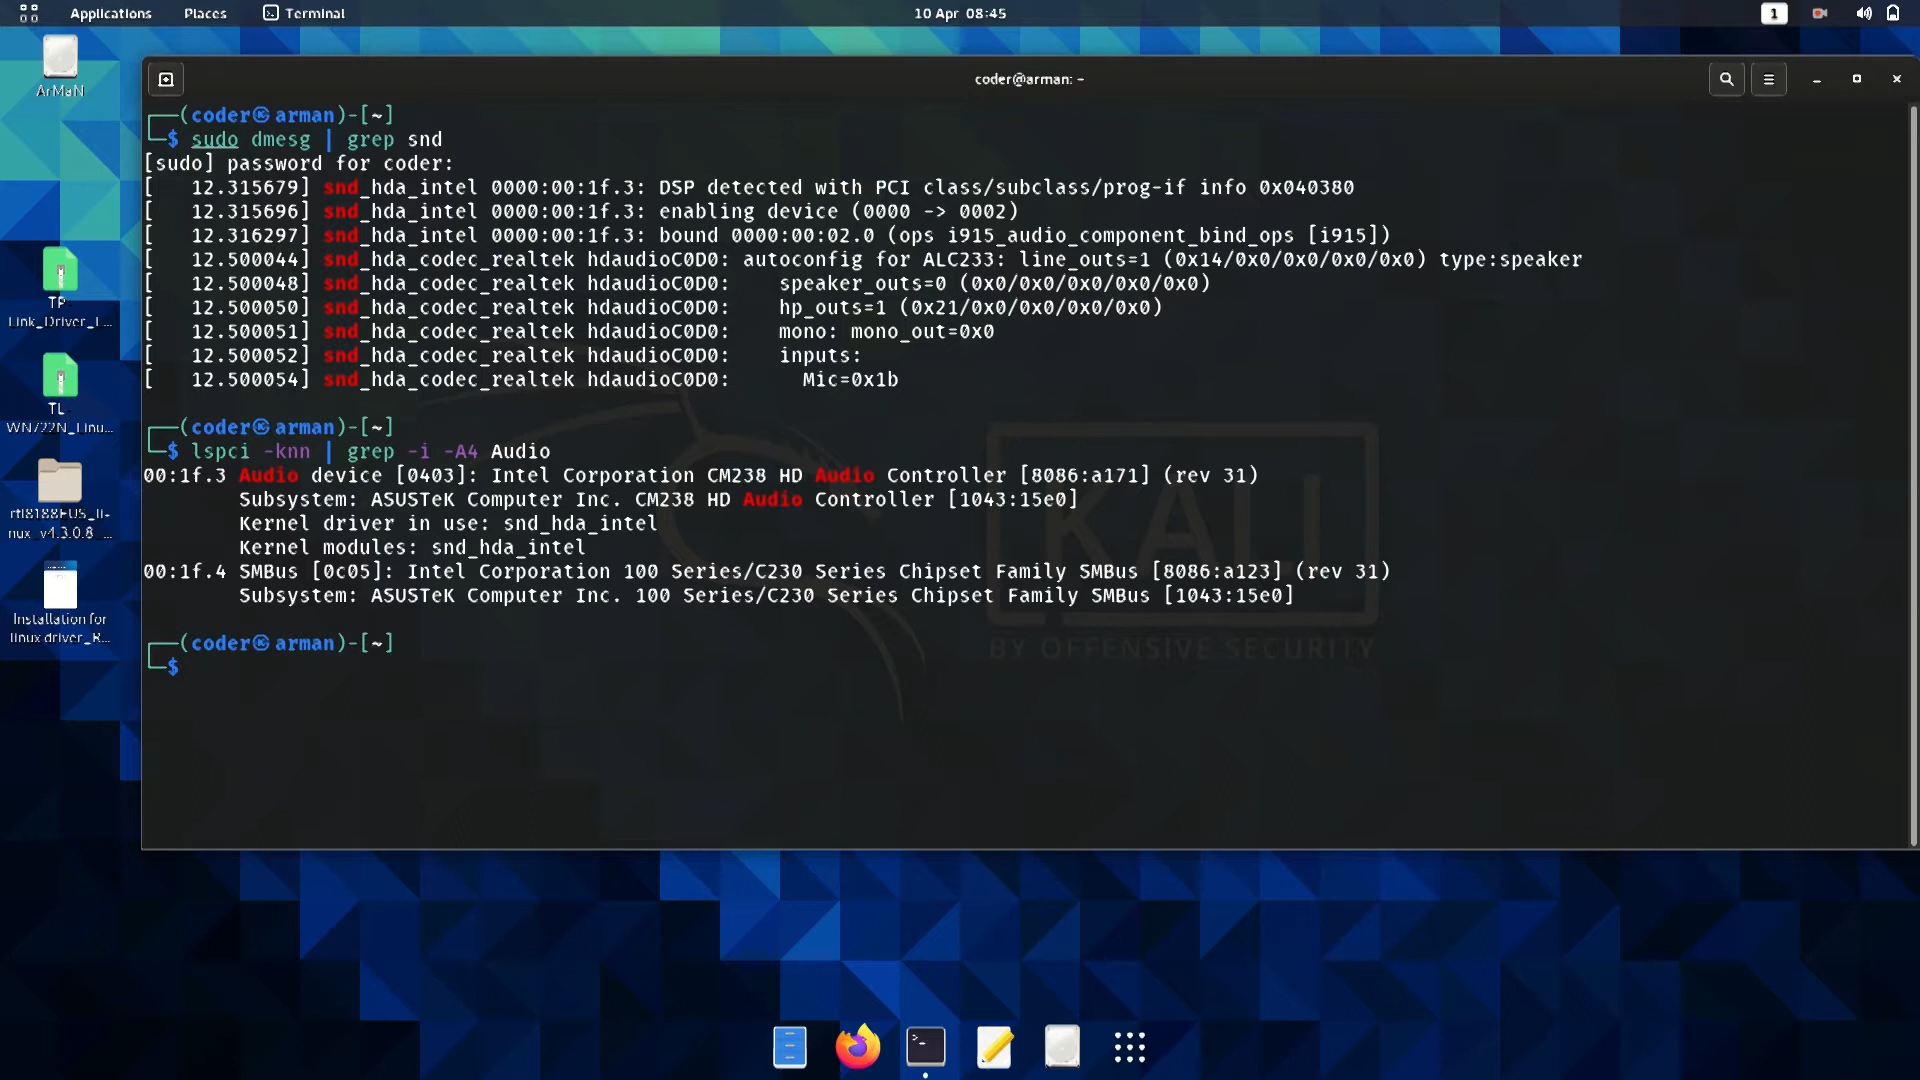 Applications Places Terminal 10 Apr 08:45 1
ArMaN
TP-
Link_Driver_L...
TL-
WN722N_Linu...
rtl8188EUS_li-
nux_v4.3.0.8_...
Installation for
linux driver_R...
coder@arman: ~
┌──(coder㉿arman)-[~]
└─$ sudo dmesg | grep snd
[sudo] password for coder:
[   12.315679] snd_hda_intel 0000:00:1f.3: DSP detected with PCI class/subclass/prog-if info 0x040380
[   12.315696] snd_hda_intel 0000:00:1f.3: enabling device (0000 -> 0002)
[   12.316297] snd_hda_intel 0000:00:1f.3: bound 0000:00:02.0 (ops i915_audio_component_bind_ops [i915])
[   12.500044] snd_hda_codec_realtek hdaudioC0D0: autoconfig for ALC233: line_outs=1 (0x14/0x0/0x0/0x0/0x0) type:speaker
[   12.500048] snd_hda_codec_realtek hdaudioC0D0:    speaker_outs=0 (0x0/0x0/0x0/0x0/0x0)
[   12.500050] snd_hda_codec_realtek hdaudioC0D0:    hp_outs=1 (0x21/0x0/0x0/0x0/0x0)
[   12.500051] snd_hda_codec_realtek hdaudioC0D0:    mono: mono_out=0x0
[   12.500052] snd_hda_codec_realtek hdaudioC0D0:    inputs:
[   12.500054] snd_hda_codec_realtek hdaudioC0D0:      Mic=0x1b
┌──(coder㉿arman)-[~]
└─$ lspci -knn | grep -i -A4 Audio
00:1f.3 Audio device [0403]: Intel Corporation CM238 HD Audio Controller [8086:a171] (rev 31)
        Subsystem: ASUSTeK Computer Inc. CM238 HD Audio Controller [1043:15e0]
        Kernel driver in use: snd_hda_intel
        Kernel modules: snd_hda_intel
00:1f.4 SMBus [0c05]: Intel Corporation 100 Series/C230 Series Chipset Family SMBus [8086:a123] (rev 31)
        Subsystem: ASUSTeK Computer Inc. 100 Series/C230 Series Chipset Family SMBus [1043:15e0]
┌──(coder㉿arman)-[~]
└─$
KALI
BY OFFENSIVE SECURITY